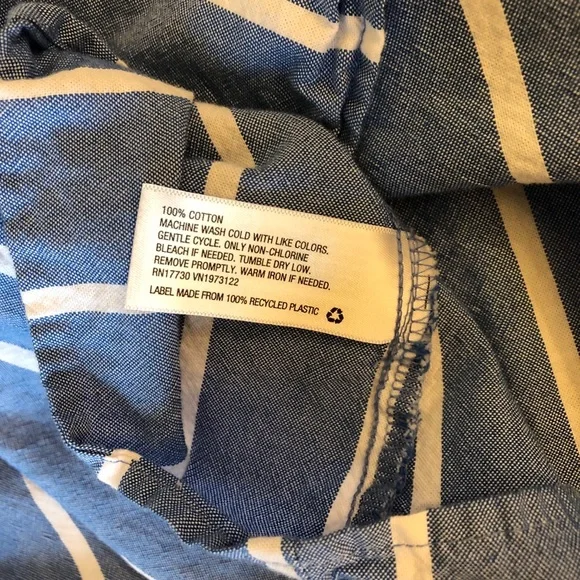 100% COTTON
MACHINE WASH COLD WITH LIKE COLORS.
GENTLE CYCLE. ONLY NON-CHLORINE
BLEACH IF NEEDED. TUMBLE DRY LOW.
REMOVE PROMPTLY. WARM IRON IF NEEDED.
RN17730 VN1973122
LABEL MADE FROM 100% RECYCLED PLASTIC